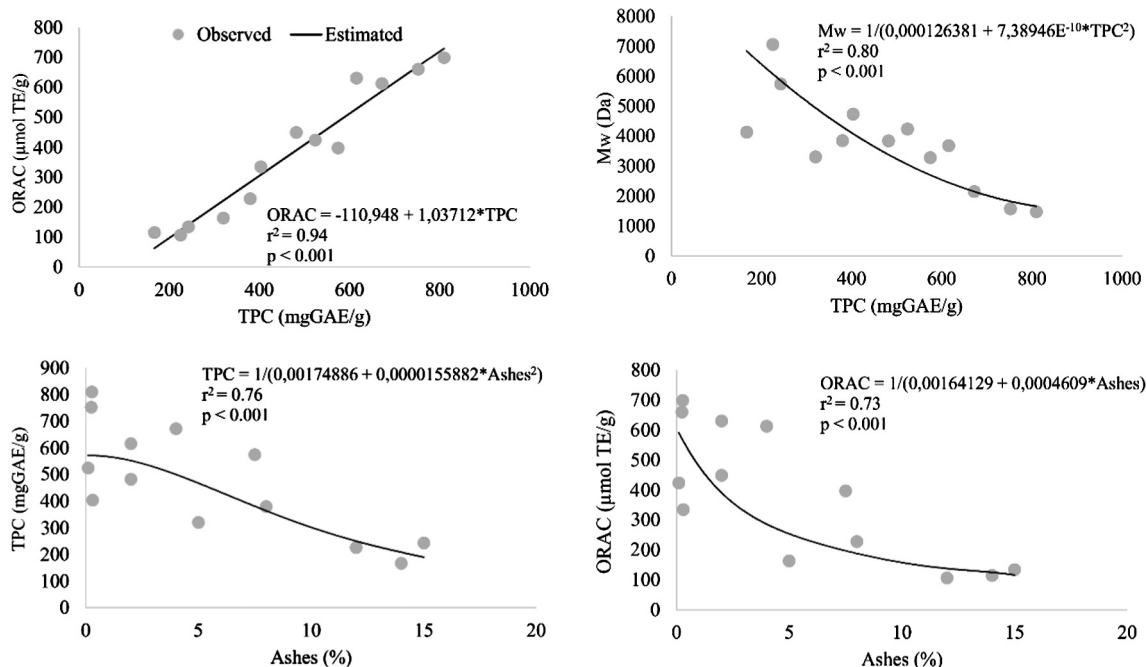 800
700
600
500
400
300
200
100
0
ORAC (µmol TE/g)
Observed
Estimated
ORAC = -110,948 + 1,03712*TPC
r² = 0.94
p < 0.001
0 200 400 600 800 1000
TPC (mgGAE/g)
8000
7000
6000
5000
4000
3000
2000
1000
0
Mw (Da)
Mw = 1/(0,000126381 + 7,38946E⁻¹⁰*TPC²)
r² = 0.80
p < 0.001
0 200 400 600 800 1000
TPC (mgGAE/g)
900
800
700
600
500
400
300
200
100
0
TPC (mgGAE/g)
TPC = 1/(0,00174886 + 0,0000155882*Ashes²)
r² = 0.76
p < 0.001
0 5 10 15 20
Ashes (%)
700
600
500
400
300
200
100
0
800
ORAC (µmol TE/g)
ORAC = 1/(0,00164129 + 0,0004609*Ashes)
r² = 0.73
p < 0.001
0 5 10 15 20
Ashes (%)